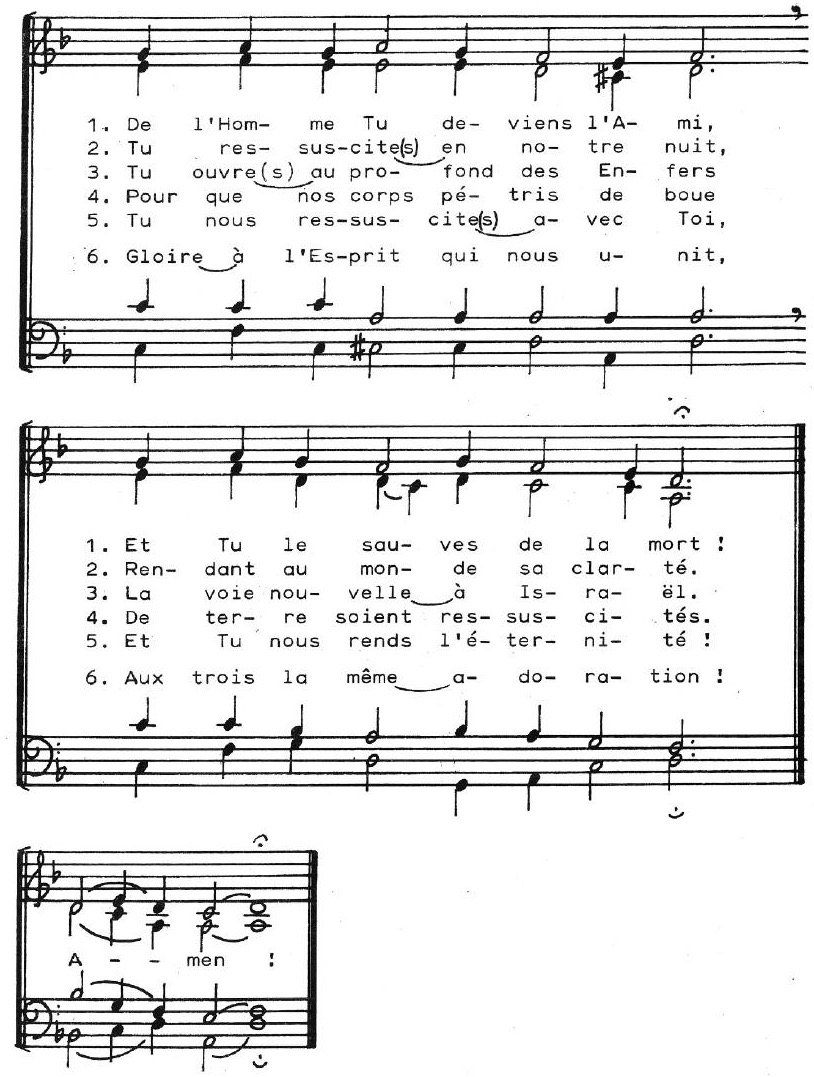 1. De l'Hom- me Tu de- viens l'A- mi,
2. Tu res- sus-cite(s) en no- tre nuit,
3. Tu ouvre(s) au pro- fond des En- fers
4. Pour que nos corps pé- tris de boue
5. Tu nous res-sus- cite(s) a- vec Toi,
6. Gloire à l'Es-prit qui nous u- nit,
1. Et Tu le sau- ves de la mort !
2. Ren- dant au mon- de sa clar- té.
3. La voie nou- velle à Is- ra- ël.
4. De ter- re soient res- sus- ci- tés.
5. Et Tu nous rends l'é- ter- ni- té !
6. Aux trois la même a- do- ra- tion !
A - - men !